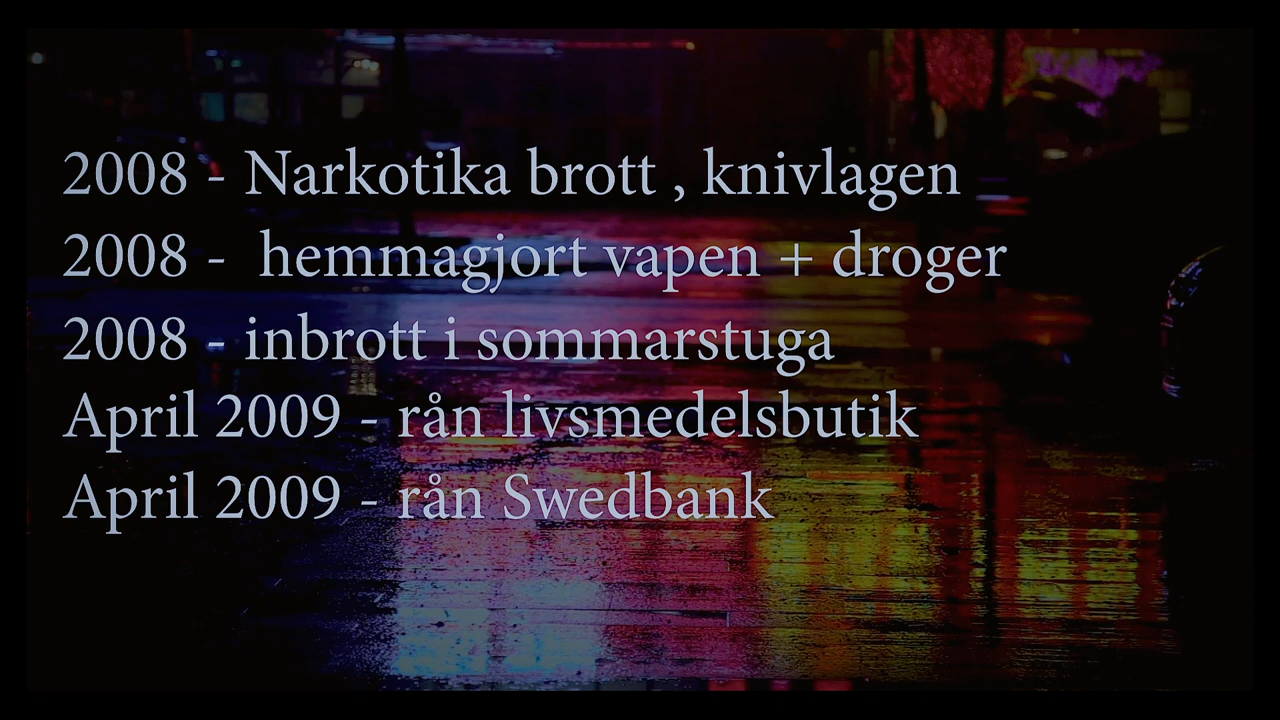 2008 - Narkotika brott , knivlagen
2008 -  hemmagjort vapen + droger
2008 - inbrott i sommarstuga
April 2009 - rån livsmedelsbutik
April 2009 - rån Swedbank